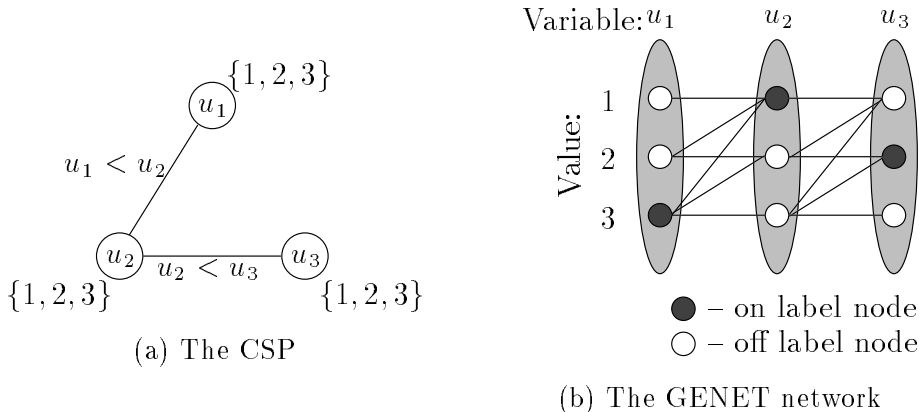 {1, 2, 3}
u1
u1 < u2
u2
u2 < u3
u3
{1, 2, 3}
{1, 2, 3}
(a) The CSP
Variable: u1 u2 u3
Value:
1
2
3
– on label node
– off label node
(b) The GENET network